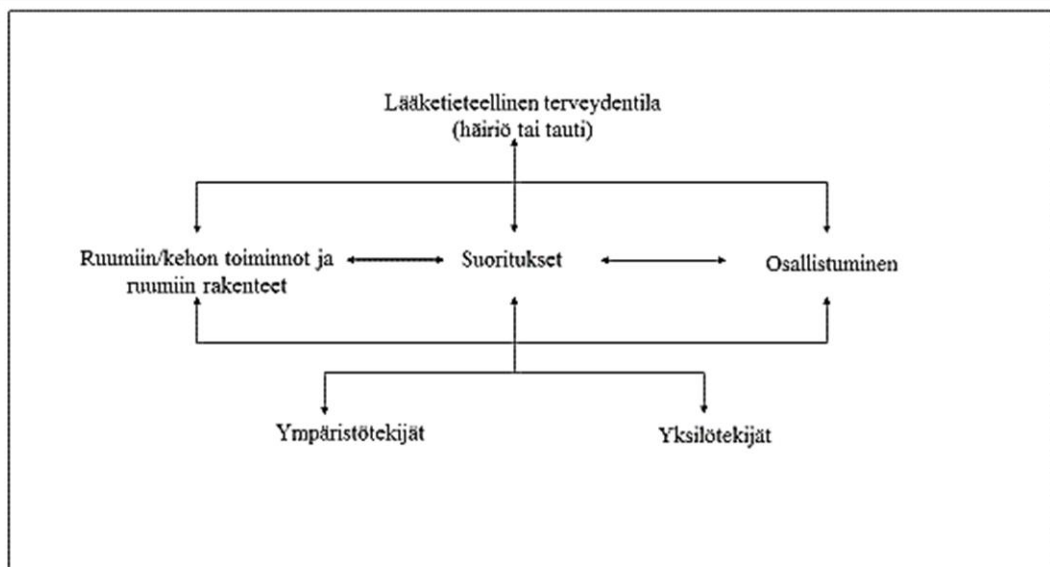 Lääketieteellinen terveydentila
(häiriö tai tauti)
Ruumiin/kehon toiminnot ja
ruumiin rakenteet
Suoritukset
Osallistuminen
Ympäristötekijät
Yksilötekijät